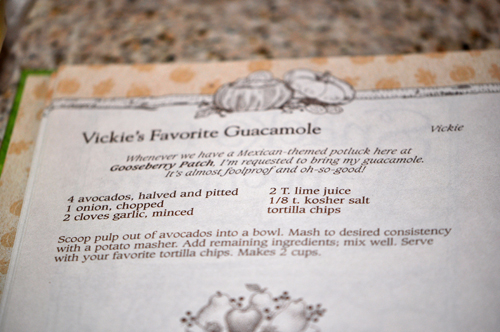 Vickie's Favorite Guacamole
Vickie
Whenever we have a Mexican-themed potluck here at
Gooseberry Patch, I'm requested to bring my guacamole.
It's almost foolproof and oh-so-good!
4 avocados, halved and pitted
1 onion, chopped
2 cloves garlic, minced
2 T. lime juice
1/8 t. kosher salt
tortilla chips
Scoop pulp out of avocados into a bowl. Mash to desired consistency
with a potato masher. Add remaining ingredients; mix well. Serve
with your favorite tortilla chips. Makes 2 cups.